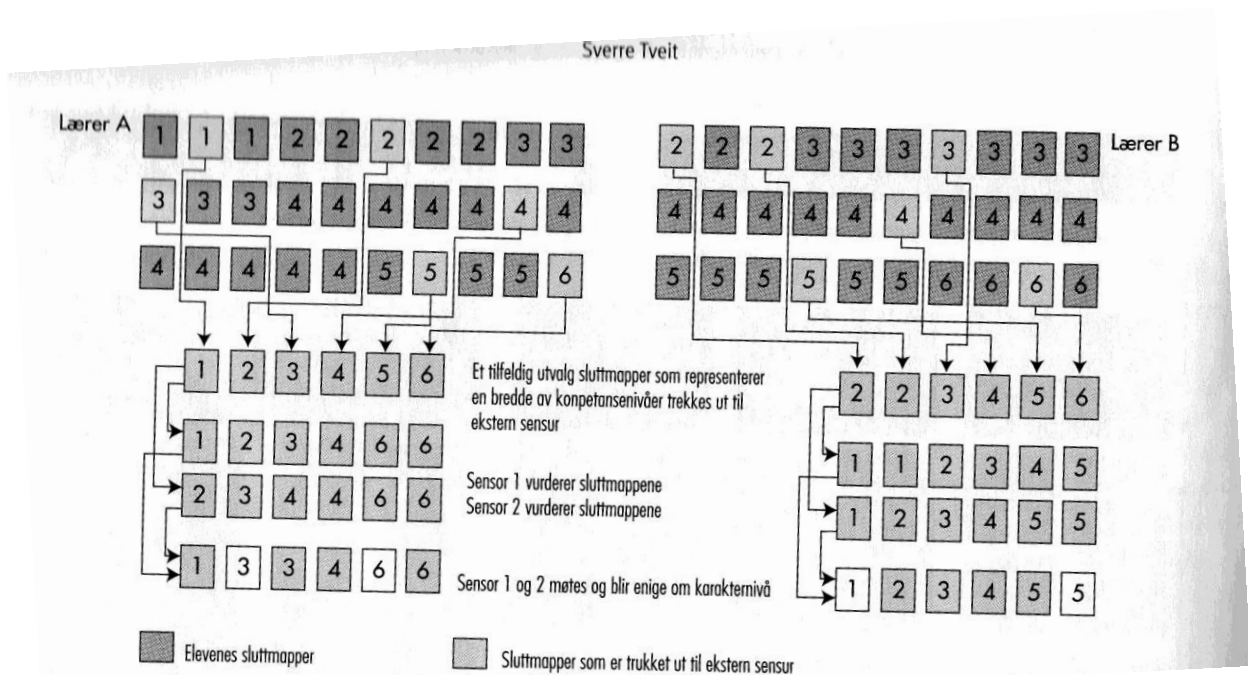 Sverre Tveit
Lærer A 1 1 1 2 2 2 2 2 3 3
3 3 3 4 4 4 4 4 4 4
4 4 4 4 4 5 5 5 5 6
2 2 2 3 3 3 3 3 3 3 Lærer B
4 4 4 4 4 4 4 4 4 4
5 5 5 5 5 5 6 6 6 6
1 2 3 4 5 6
1 2 3 4 6 6
2 3 4 4 6 6
1 3 3 4 6 6
Et tilfeldig utvalg sluttmapper som representerer
en bredde av konpetansenivåer trekkes ut til
ekstern sensur
Sensor 1 vurderer sluttmappene
Sensor 2 vurderer sluttmappene
Sensor 1 og 2 møtes og blir enige om karakternivå
2 2 3 4 5 6
1 1 2 3 4 5
1 2 3 4 5 5
1 2 3 4 5 5
Elevenes sluttmapper
Sluttmapper som er trukket ut til ekstern sensur